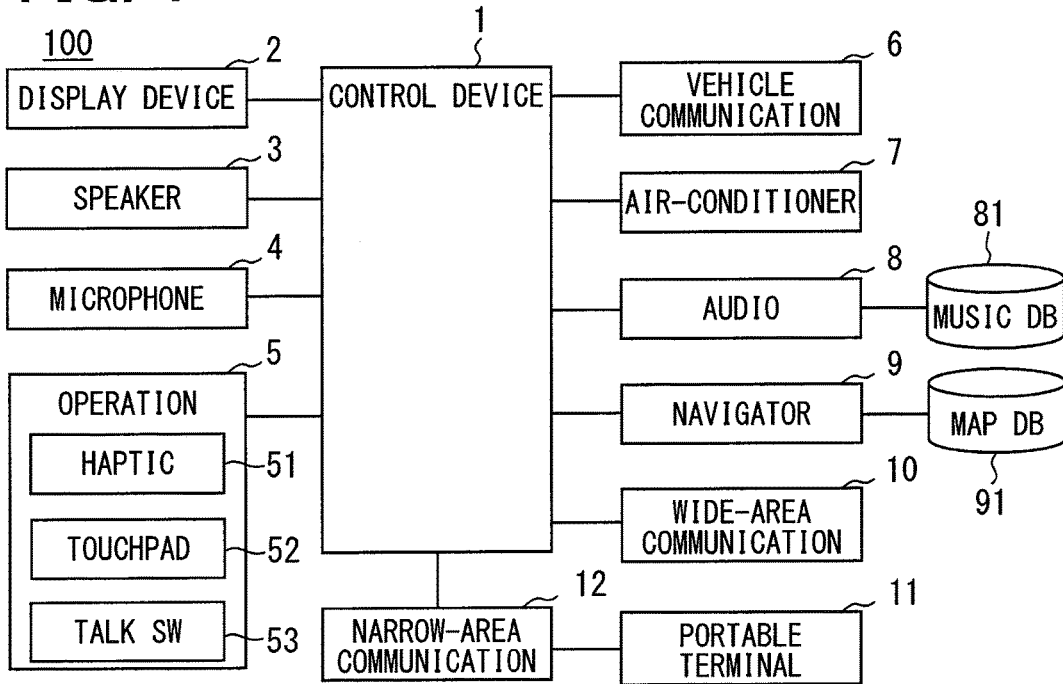 100
1
2
6
DISPLAY DEVICE
CONTROL DEVICE
VEHICLE
COMMUNICATION
3
7
SPEAKER
AIR-CONDITIONER
81
4
8
MICROPHONE
AUDIO
MUSIC DB
5
9
OPERATION
NAVIGATOR
MAP DB
HAPTIC
51
10
91
TOUCHPAD
52
WIDE-AREA
COMMUNICATION
12
11
TALK SW
53
NARROW-AREA
COMMUNICATION
PORTABLE
TERMINAL